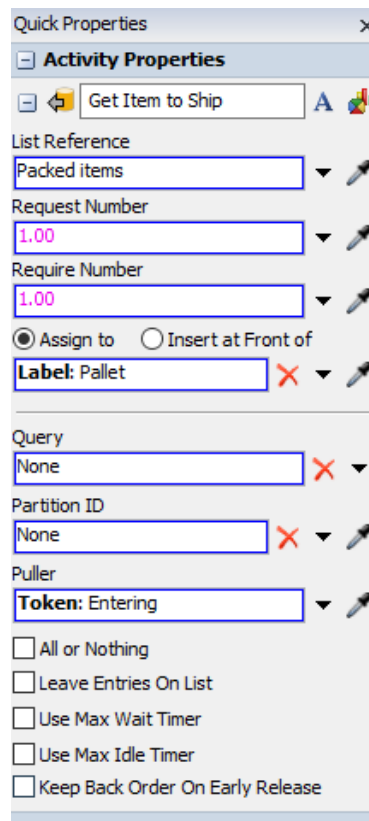 Quick Properties
Activity Properties
Get Item to Ship
A
List Reference
Packed items
Request Number
1.00
Require Number
1.00
Assign to Insert at Front of
Label: Pallet
Query
None
Partition ID
None
Puller
Token: Entering
All or Nothing
Leave Entries On List
Use Max Wait Timer
Use Max Idle Timer
Keep Back Order On Early Release